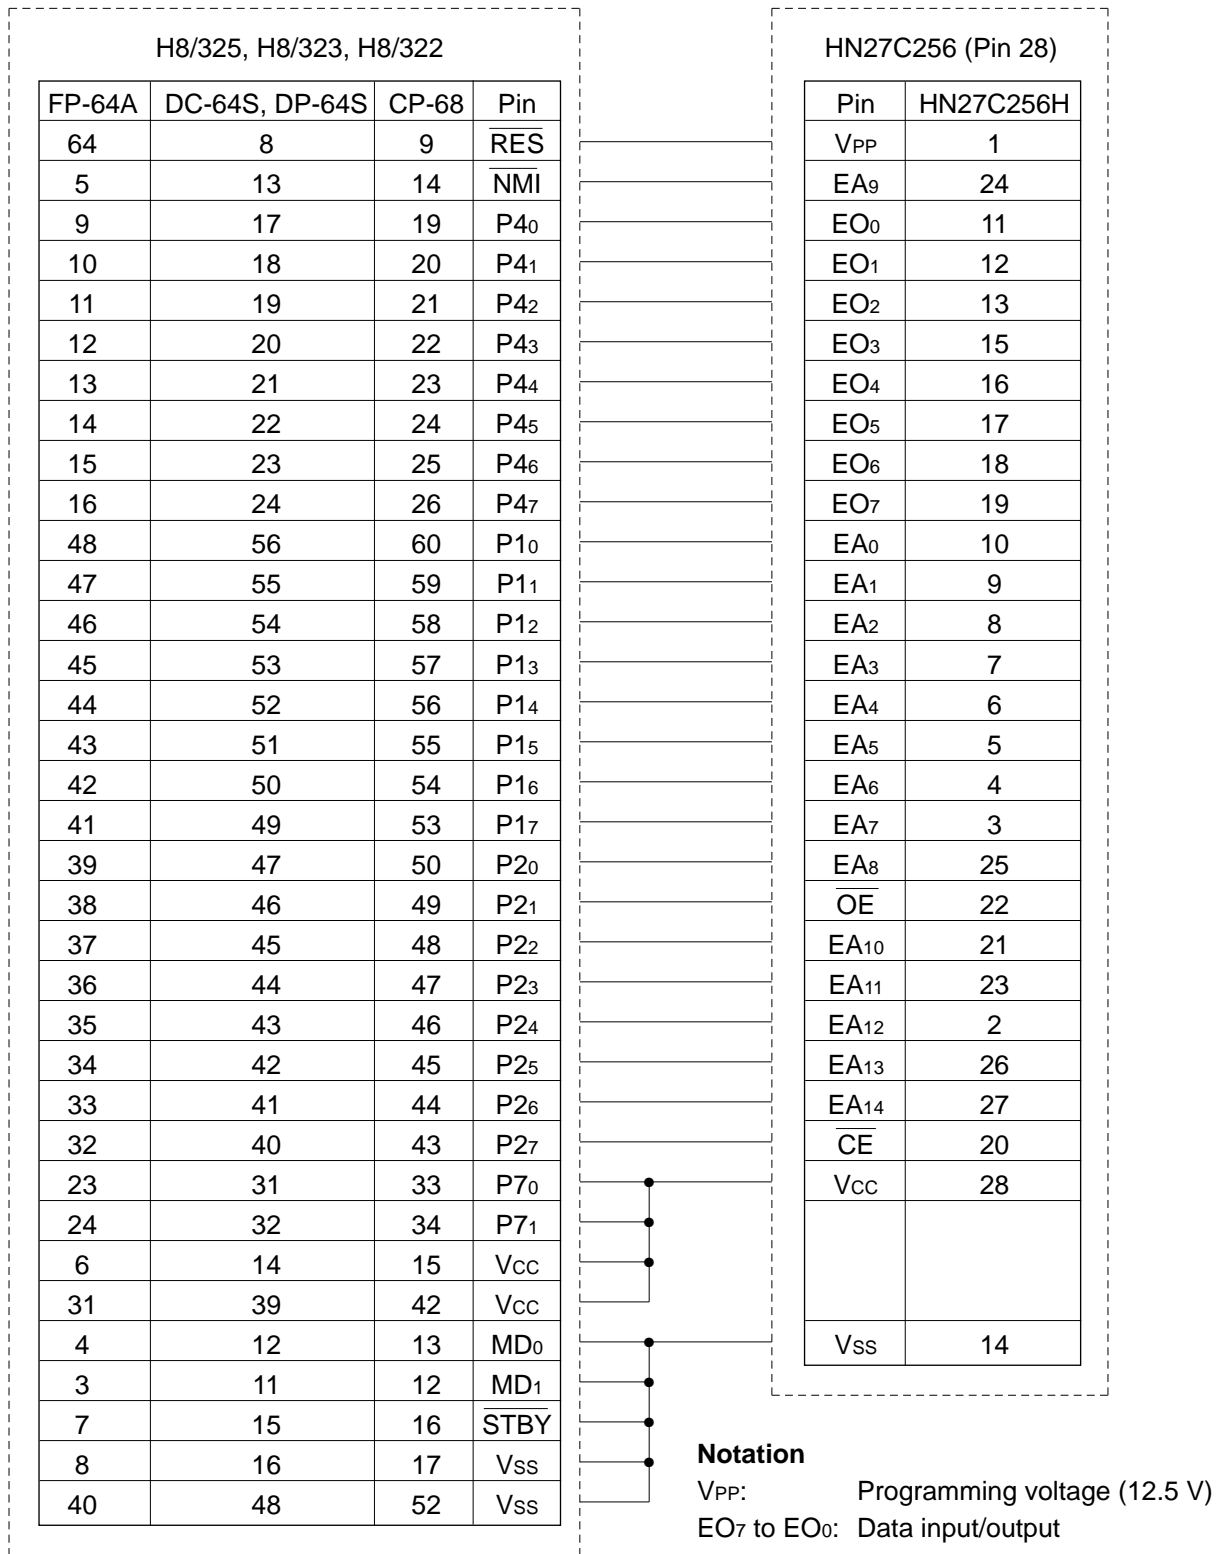 H8/325, H8/323, H8/322 HN27C256 (Pin 28)
FP-64A DC-64S, DP-64S CP-68 Pin Pin HN27C256H
64 8 9 RES VPP 1
5 13 14 NMI EA9 24
9 17 19 P40 EO0 11
10 18 20 P41 EO1 12
11 19 21 P42 EO2 13
12 20 22 P43 EO3 15
13 21 23 P44 EO4 16
14 22 24 P45 EO5 17
15 23 25 P46 EO6 18
16 24 26 P47 EO7 19
48 56 60 P10 EA0 10
47 55 59 P11 EA1 9
46 54 58 P12 EA2 8
45 53 57 P13 EA3 7
44 52 56 P14 EA4 6
43 51 55 P15 EA5 5
42 50 54 P16 EA6 4
41 49 53 P17 EA7 3
39 47 50 P20 EA8 25
38 46 49 P21 OE 22
37 45 48 P22 EA10 21
36 44 47 P23 EA11 23
35 43 46 P24 EA12 2
34 42 45 P25 EA13 26
33 41 44 P26 EA14 27
32 40 43 P27 CE 20
23 31 33 P70 VCC 28
24 32 34 P71
6 14 15 VCC
31 39 42 VCC
4 12 13 MD0 VSS 14
3 11 12 MD1
7 15 16 STBY
8 16 17 VSS
40 48 52 VSS
Notation
VPP: Programming voltage (12.5 V)
EO7 to EO0: Data input/output